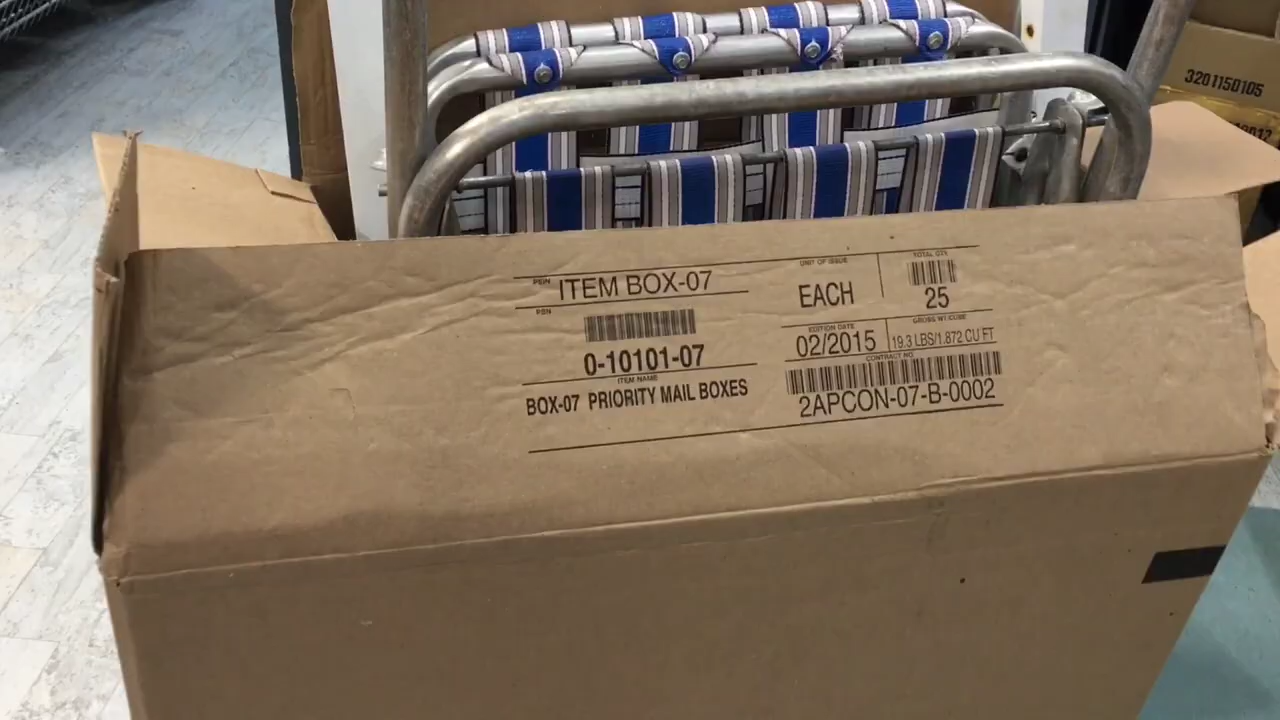 3201150105
PSIN ITEM BOX-07
PSN
0-10101-07
ITEM NAME
BOX-07 PRIORITY MAIL BOXES
UNIT OF ISSUE
EACH
TOTAL QTY
25
EDITION DATE
02/2015
GROSS WT/CUBE
19.3 LBS/1.872 CU FT
CONTRACT NO.
2APCON-07-B-0002